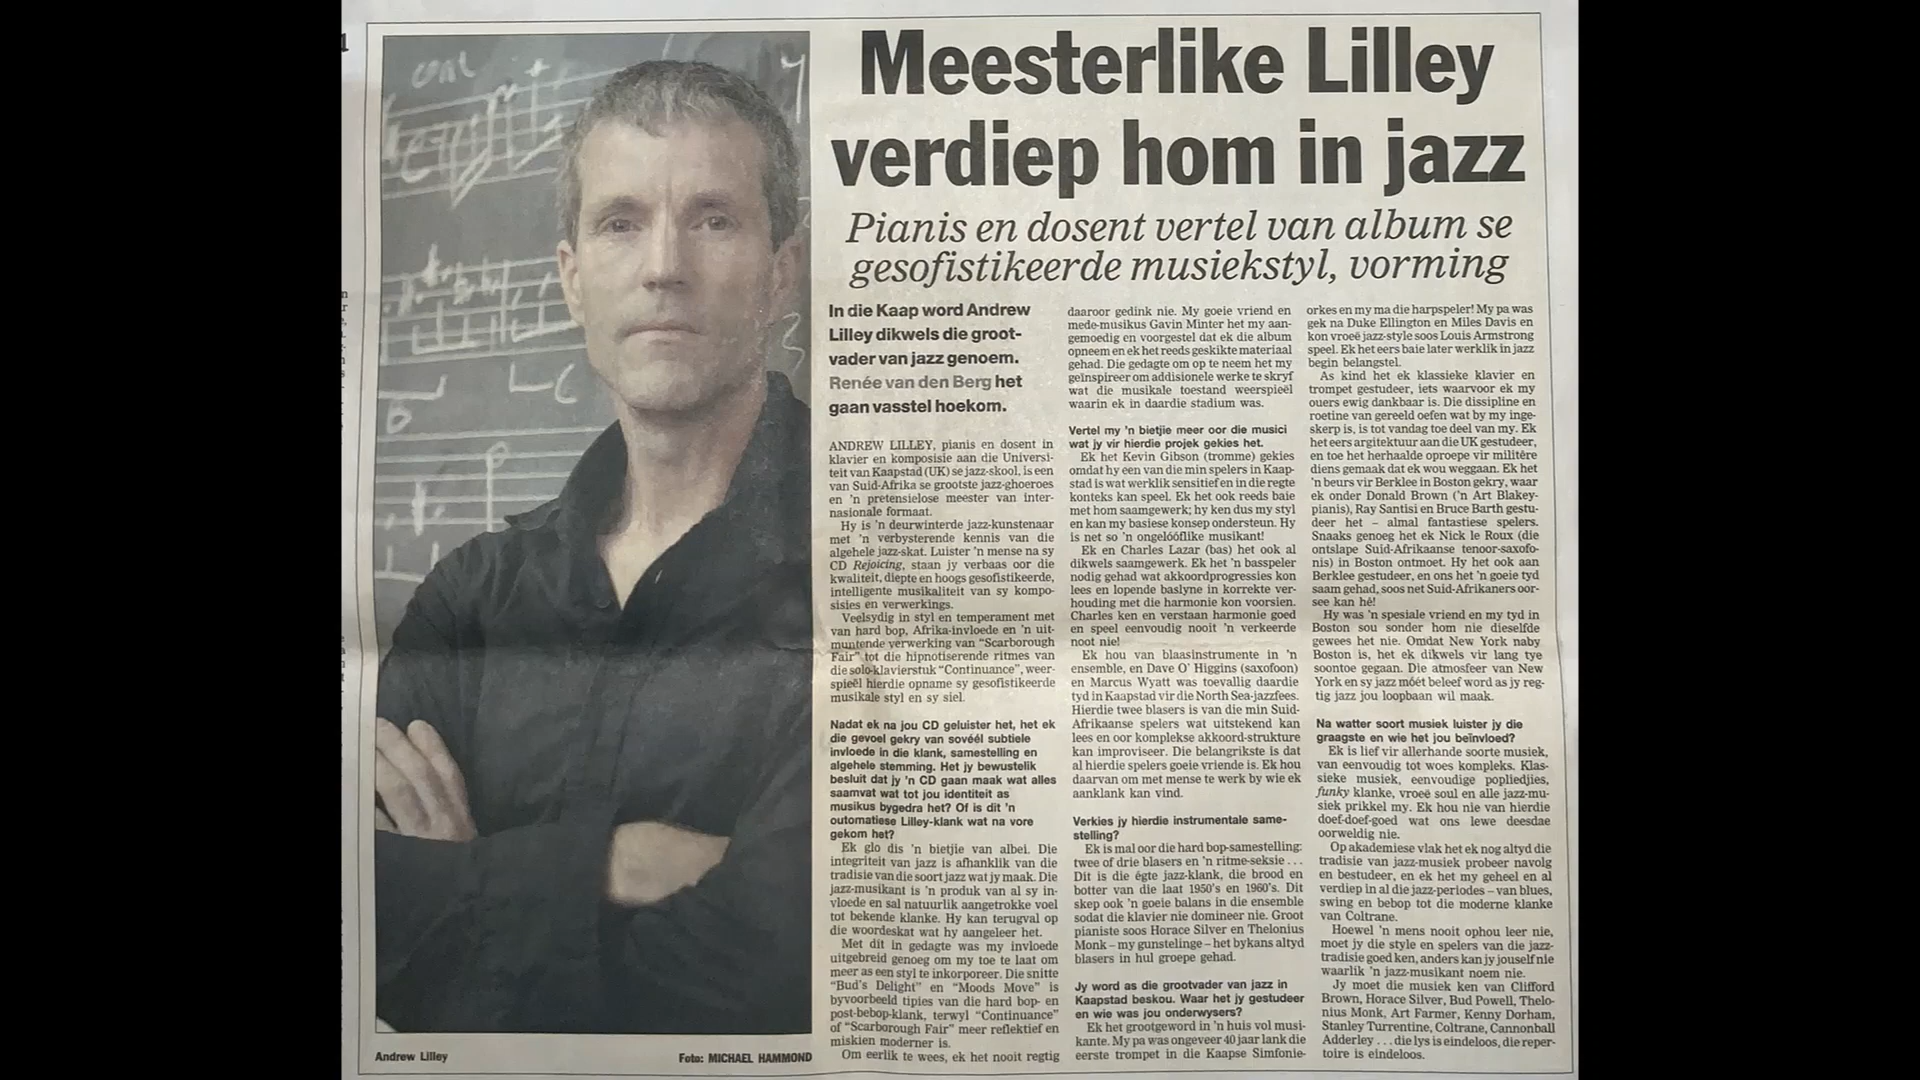 Meesterlike Lilley
verdiep hom in jazz
Pianis en dosent vertel van album se
gesofistikeerde musiekstyl, vorming
In die Kaap word Andrew
Lilley dikwels die groot-
vader van jazz genoem.
Renée van den Berg het
gaan vasstel hoekom.
ANDREW LILLEY, pianis en dosent in
klavier en komposisie aan die Universi-
teit van Kaapstad (UK) se jazz-skool, is een
van Suid-Afrika se grootste jazz-ghoeroes
en 'n pretensielose meester van inter-
nasionale formaat.
Hy is 'n deurwinterde jazz-kunstenaar
met 'n verbysterende kennis van die
algehele jazz-skat. Luister 'n mense na sy
CD Rejoicing, staan jy verbaas oor die
kwaliteit, diepte en hoogs gesofistikeerde,
intelligente musikaliteit van sy kompo-
sisies en verwerkings.
Veelsydig in styl en temperament met
van hard bop, Afrika-invloede en 'n uit-
muntende verwerking van "Scarborough
Fair" tot die hipnotiserende ritmes van
die solo-klavierstuk "Continuance", weer-
spieël hierdie opname sy gesofistikeerde
musikale styl en sy siel.
Nadat ek na jou CD geluister het, het ek
die gevoel gekry van sovéél subtiele
invloede in die klank, samestelling en
algehele stemming. Het jy bewustelik
besluit dat jy 'n CD gaan maak wat alles
saamvat wat tot jou identiteit as
musikus bygedra het? Of is dit 'n
outomatiese Lilley-klank wat na vore
gekom het?
Ek glo dis 'n bietjie van albei. Die
integriteit van jazz is afhanklik van die
tradisie van die soort jazz wat jy maak. Die
jazz-musikant is 'n produk van al sy in-
vloede en sal natuurlik aangetrokke voel
tot bekende klanke. Hy kan terugval op
die woordeskat wat hy aangeleer het.
Met dit in gedagte was my invloede
uitgebreid genoeg om my toe te laat om
meer as een styl te inkorporeer. Die snitte
"Bud's Delight" en "Moods Move" is
byvoorbeeld tipies van die hard bop- en
post-bebop-klank, terwyl "Continuance"
of "Scarborough Fair" meer reflektief en
miskien moderner is.
Om eerlik te wees, ek het nooit regtig
daaroor gedink nie. My goeie vriend en
mede-musikus Gavin Minter het my aan-
gemoedig en voorgestel dat ek die album
opneem en ek het reeds geskikte materiaal
gehad. Die gedagte om op te neem het my
geïnspireer om addisionele werke te skryf
wat die musikale toestand weerspieël
waarin ek in daardie stadium was.
Vertel my 'n bietjie meer oor die musici
wat jy vir hierdie projek gekies het.
Ek het Kevin Gibson (tromme) gekies
omdat hy een van die min spelers in Kaap-
stad is wat werklik sensitief en in die regte
konteks kan speel. Ek het ook reeds baie
met hom saamgewerk; hy ken dus my styl
en kan my basiese konsep ondersteun. Hy
is net so 'n ongelóóflike musikant!
Ek en Charles Lazar (bas) het ook al
dikwels saamgewerk. Ek het 'n basspeler
nodig gehad wat akkoordprogressies kon
lees en lopende baslyne in korrekte ver-
houding met die harmonie kon voorsien.
Charles ken en verstaan harmonie goed
en speel eenvoudig nooit 'n verkeerde
noot nie!
Ek hou van blaasinstrumente in 'n
ensemble, en Dave O' Higgins (saxofoon)
en Marcus Wyatt was toevallig daardie
tyd in Kaapstad vir die North Sea-jazzfees.
Hierdie twee blasers is van die min Suid-
Afrikaanse spelers wat uitstekend kan
lees en oor komplekse akkoord-strukture
kan improviseer. Die belangrikste is dat
al hierdie spelers goeie vriende is. Ek hou
daarvan om met mense te werk by wie ek
aanklank kan vind.
Verkies jy hierdie instrumentale same-
stelling?
Ek is mal oor die hard bop-samestelling:
twee of drie blasers en 'n ritme-seksie . . .
Dit is die égte jazz-klank, die brood en
botter van die laat 1950's en 1960's. Dit
skep ook 'n goeie balans in die ensemble
sodat die klavier nie domineer nie. Groot
pianiste soos Horace Silver en Thelonius
Monk – my gunstelinge – het bykans altyd
blasers in hul groepe gehad.
Jy word as die grootvader van jazz in
Kaapstad beskou. Waar het jy gestudeer
en wie was jou onderwysers?
Ek het grootgeword in 'n huis vol musi-
kante. My pa was ongeveer 40 jaar lank die
eerste trompet in die Kaapse Simfonie-
orkes en my ma die harpspeler! My pa was
gek na Duke Ellington en Miles Davis en
kon vroeë jazz-style soos Louis Armstrong
speel. Ek het eers baie later werklik in jazz
begin belangstel.
As kind het ek klassieke klavier en
trompet gestudeer, iets waarvoor ek my
ouers ewig dankbaar is. Die dissipline en
roetine van gereeld oefen wat by my inge-
skerp is, is tot vandag toe deel van my. Ek
het eers argitektuur aan die UK gestudeer,
en toe het herhaalde oproepe vir militêre
diens gemaak dat ek wou weggaan. Ek het
'n beurs vir Berklee in Boston gekry, waar
ek onder Donald Brown ('n Art Blakey-
pianis), Ray Santisi en Bruce Barth gestu-
deer het – almal fantastiese spelers.
Snaaks genoeg het ek Nick le Roux (die
ontslape Suid-Afrikaanse tenoor-saxofo-
nis) in Boston ontmoet. Hy het ook aan
Berklee gestudeer, en ons het 'n goeie tyd
saam gehad, soos net Suid-Afrikaners oor-
see kan hê!
Hy was 'n spesiale vriend en my tyd in
Boston sou sonder hom nie dieselfde
gewees het nie. Omdat New York naby
Boston is, het ek dikwels vir lang tye
soontoe gegaan. Die atmosfeer van New
York en sy jazz móét beleef word as jy reg-
tig jazz jou loopbaan wil maak.
Na watter soort musiek luister jy die
graagste en wie het jou beïnvloed?
Ek is lief vir allerhande soorte musiek,
van eenvoudig tot woes kompleks. Klas-
sieke musiek, eenvoudige popliedjies,
funky klanke, vroeë soul en alle jazz-mu-
siek prikkel my. Ek hou nie van hierdie
doef-doef-goed wat ons lewe deesdae
oorweldig nie.
Op akademiese vlak het ek nog altyd die
tradisie van jazz-musiek probeer navolg
en bestudeer, en ek het my geheel en al
verdiep in al die jazz-periodes – van blues,
swing en bebop tot die moderne klanke
van Coltrane.
Hoewel 'n mens nooit ophou leer nie,
moet jy die style en spelers van die jazz-
tradisie goed ken, anders kan jy jouself nie
waarlik 'n jazz-musikant noem nie.
Jy moet die musiek ken van Clifford
Brown, Horace Silver, Bud Powell, Thelo-
nius Monk, Art Farmer, Kenny Dorham,
Stanley Turrentine, Coltrane, Cannonball
Adderley . . . die lys is eindeloos, die reper-
toire is eindeloos.
Andrew Lilley
Foto: MICHAEL HAMMOND